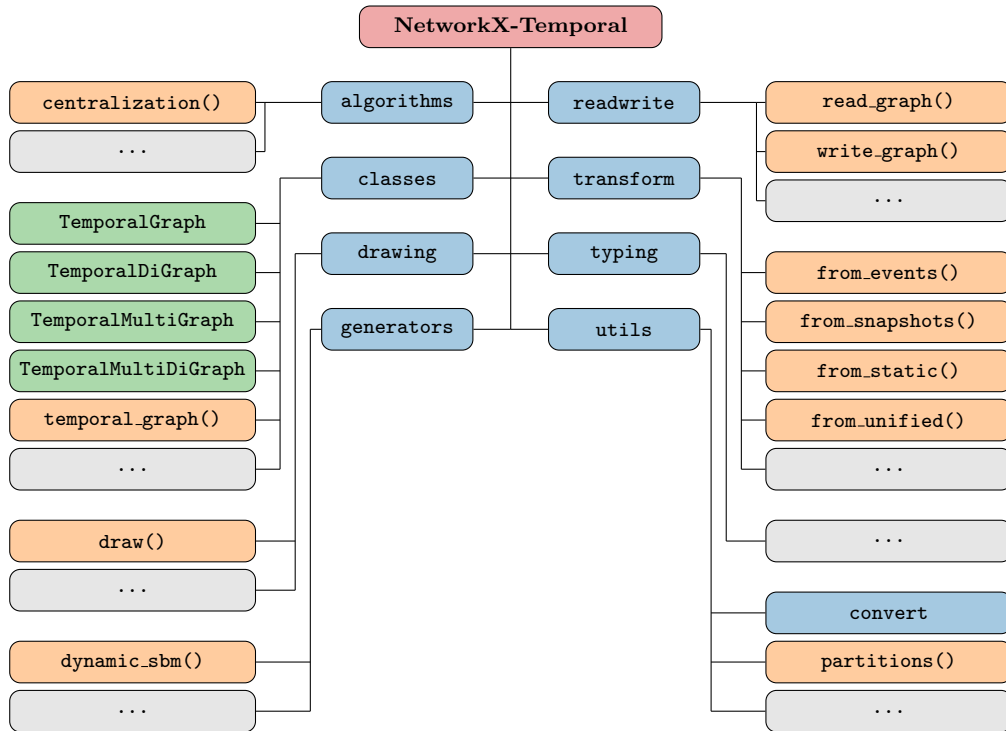 NetworkX-Temporal
centralization()
...
algorithms
readwrite
read_graph()
write_graph()
...
classes
transform
TemporalGraph
TemporalDiGraph
TemporalMultiGraph
TemporalMultiDiGraph
temporal_graph()
...
drawing
typing
from_events()
from_snapshots()
from_static()
from_unified()
...
generators
utils
draw()
...
...
dynamic_sbm()
...
convert
partitions()
...